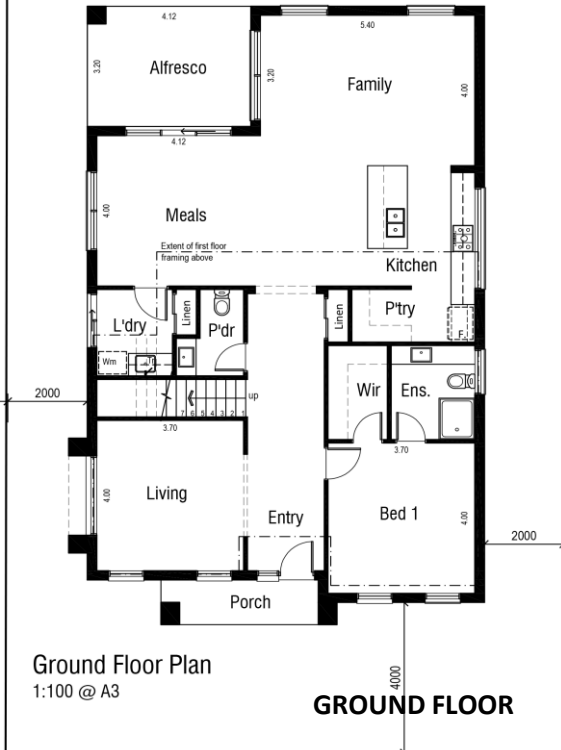 4.12
5.40
3.20
Alfresco
3.20
Family
4.00
4.12
4.00
Meals
Extent of first floor
framing above
Kitchen
L'dry
Linen
P'dr
Linen
P'try
F.
Wm
Tr
2000
up
7 6 5 4 3 2 1
Wir
Ens.
3.70
3.70
4.00
Living
Entry
Bed 1
4.00
2000
Porch
Ground Floor Plan
1:100 @ A3
4000
GROUND FLOOR